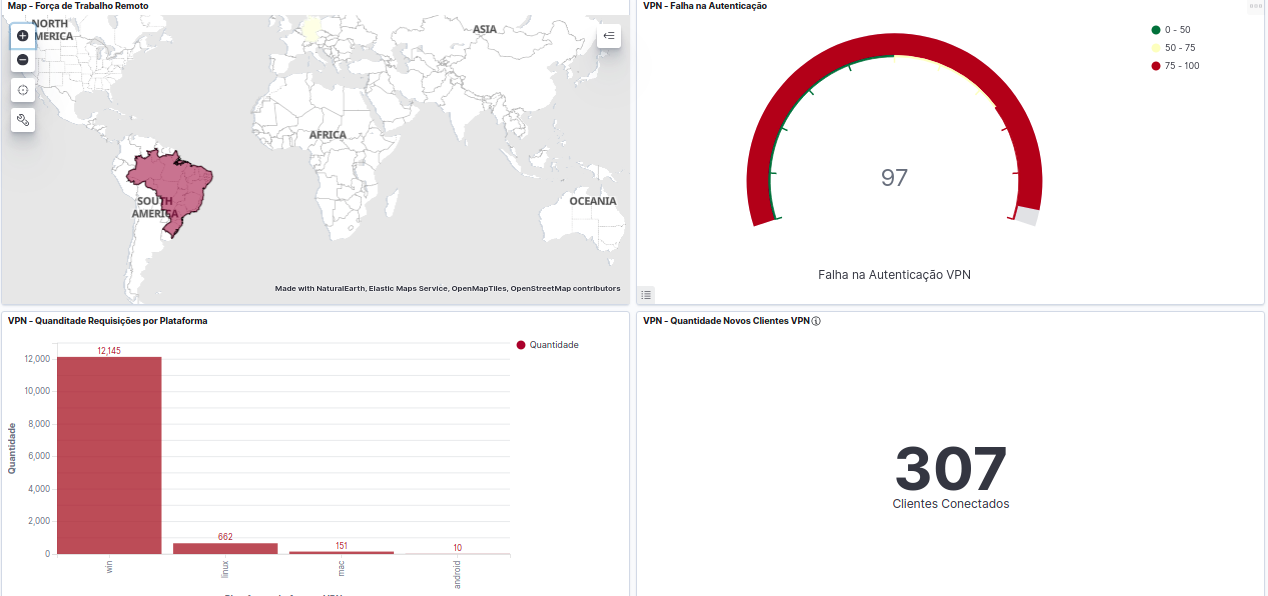 Map - Força de Trabalho Remoto
NORTH
MERICA
ASIA
AFRICA
SOUTH
AMERICA
OCEANIA
Made with NaturalEarth, Elastic Maps Service, OpenMapTiles, OpenStreetMap contributors
VPN - Falha na Autenticação
0 - 50
50 - 75
75 - 100
97
Falha na Autenticação VPN
VPN - Quanditade Requisições por Plataforma
Quantidade
12,145
12,000
10,000
8,000
6,000
4,000
2,000
0
Quantidade
662
151
10
win
linux
mac
android
VPN - Quantidade Novos Clientes VPN
307
Clientes Conectados